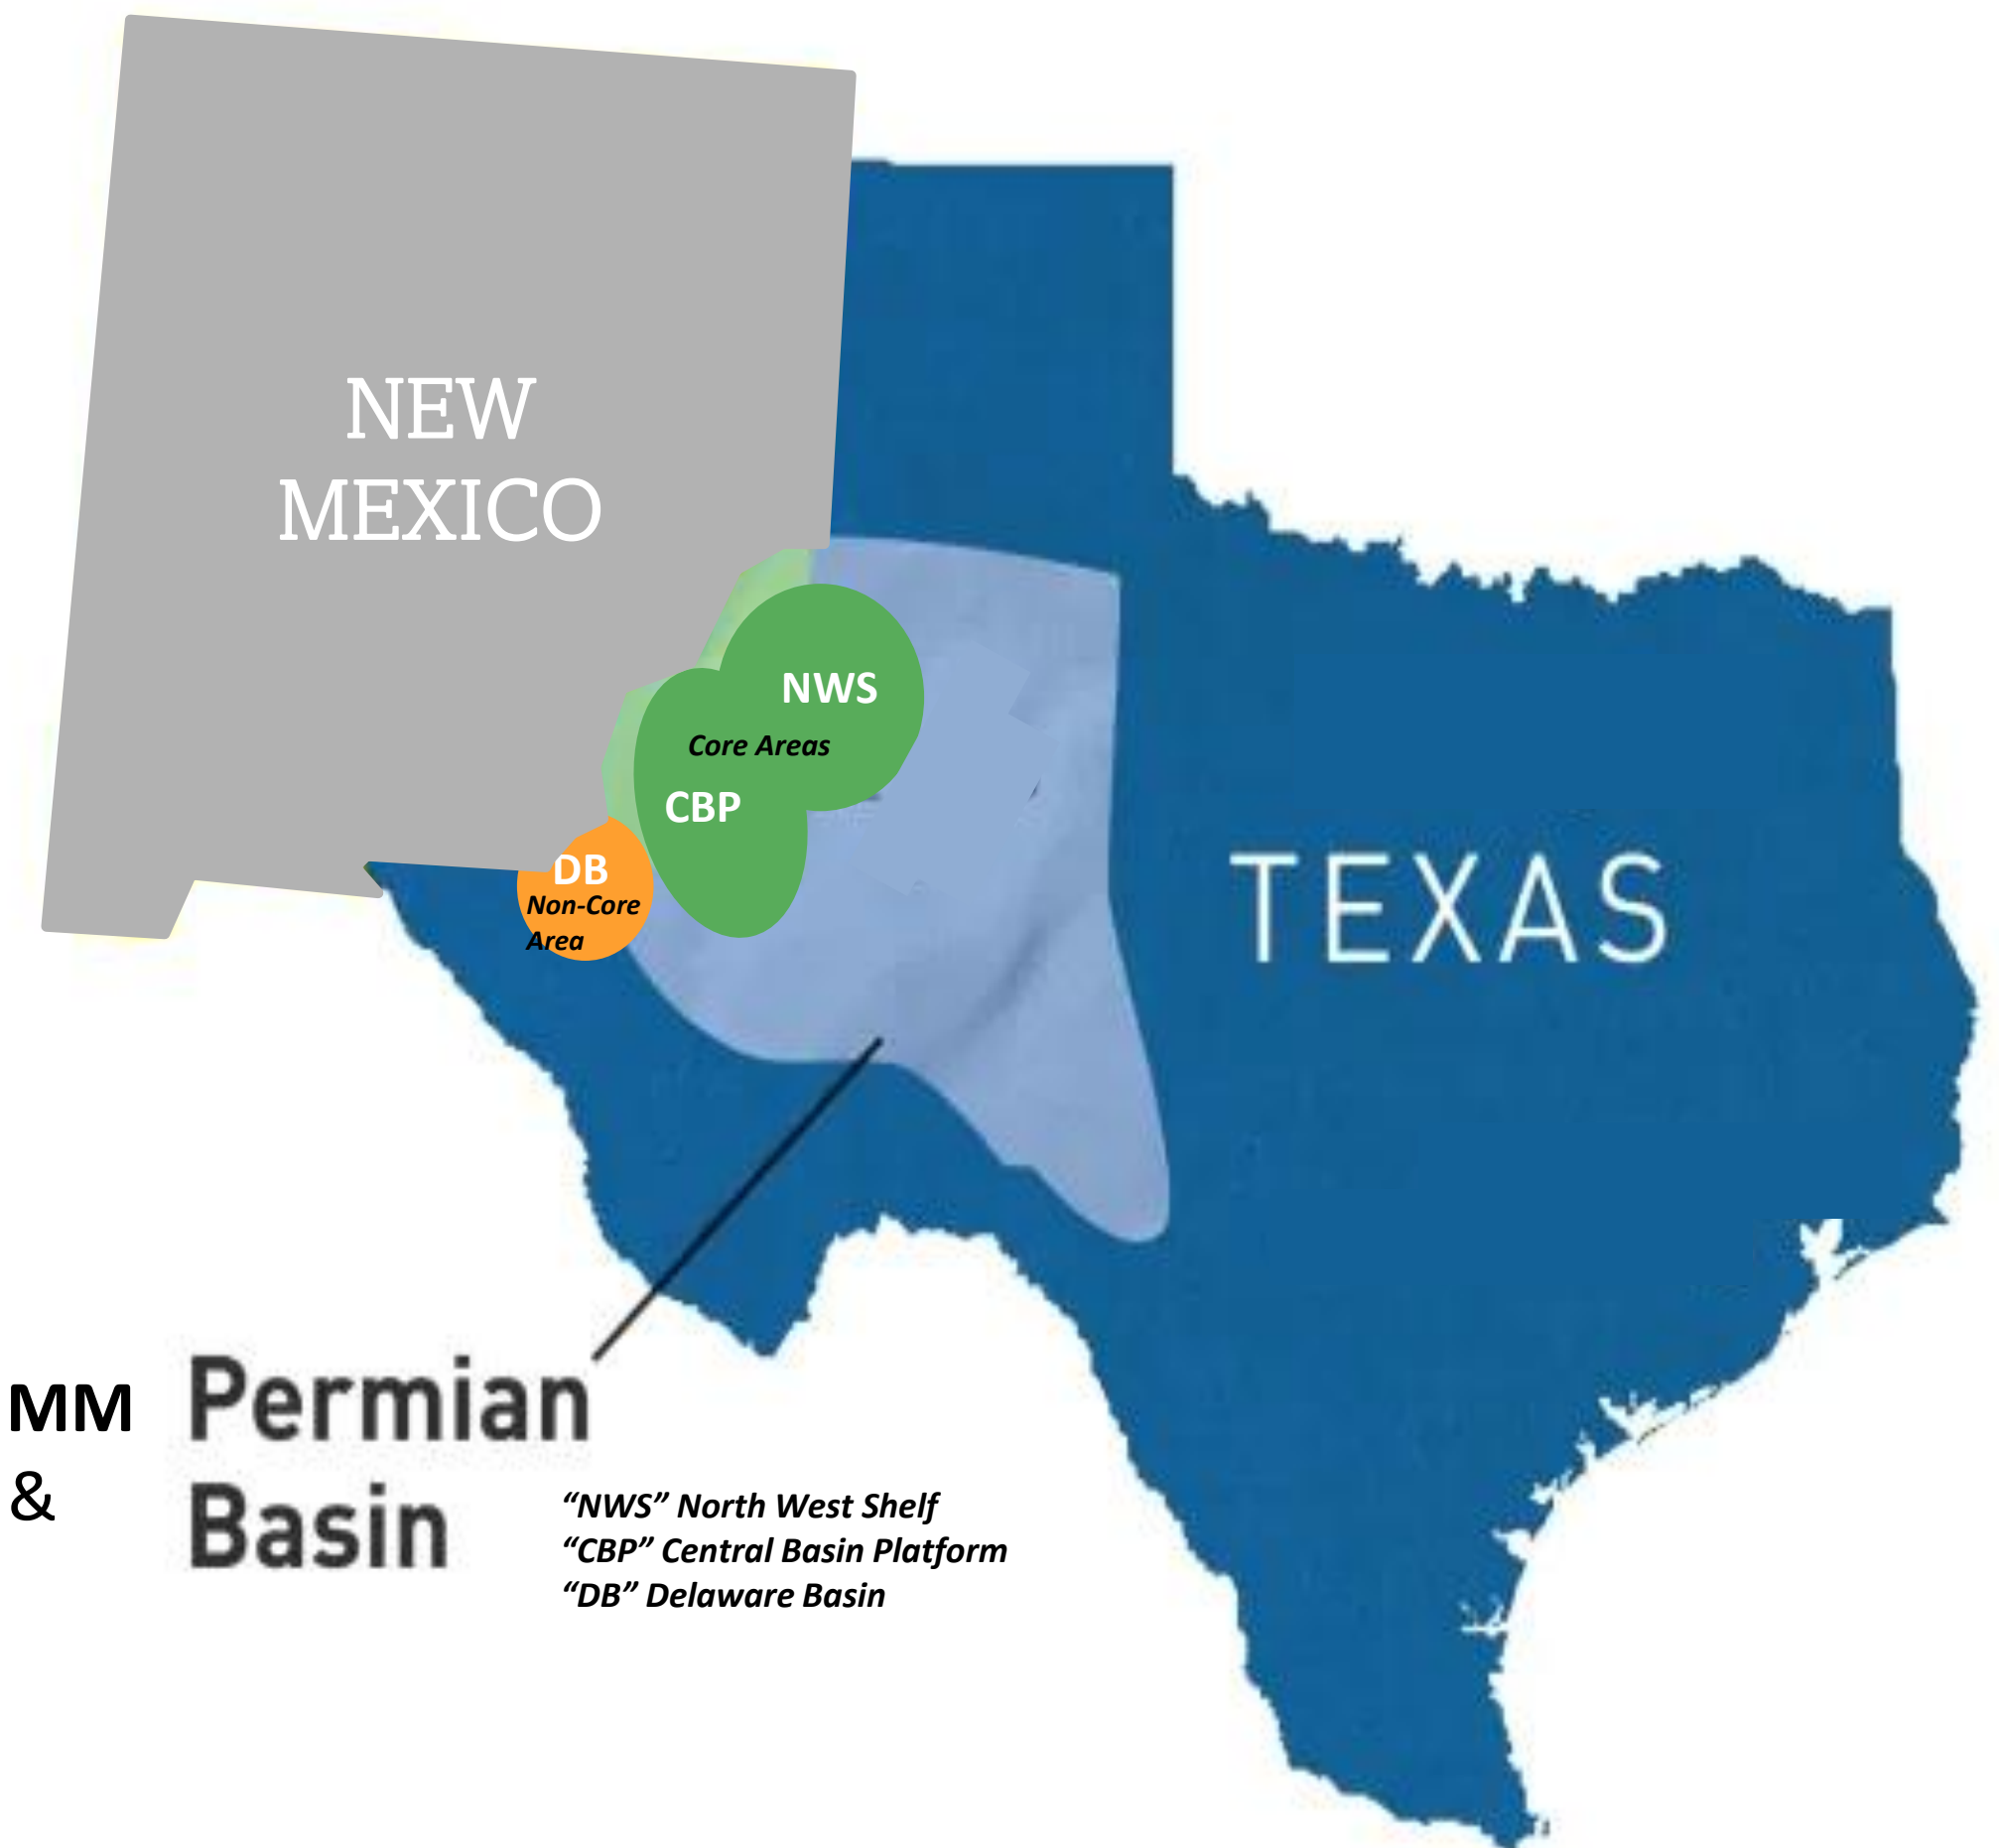 NEW
MEXICO
NWS
Core Areas
CBP
DB
Non-Core
Area
TEXAS
MM
&
Permian
Basin
“NWS” North West Shelf
“CBP” Central Basin Platform
“DB” Delaware Basin